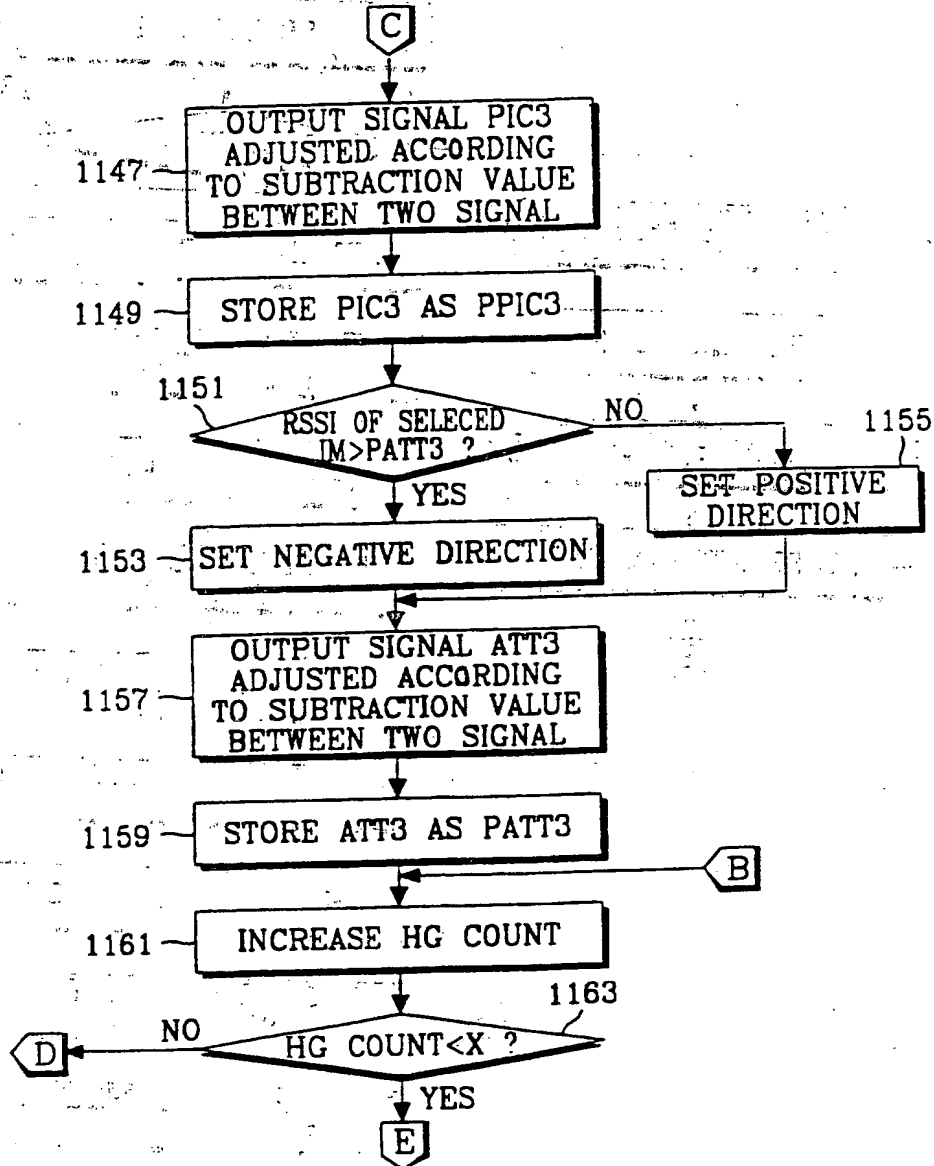 C
OUTPUT SIGNAL PIC3
ADJUSTED ACCORDING
TO SUBTRACTION VALUE
BETWEEN TWO SIGNAL
1147
STORE PIC3 AS PPIC3
1149
1151
RSSI OF SELECED
IM>PATT3 ?
NO
YES
1155
SET POSITIVE
DIRECTION
1153
SET NEGATIVE DIRECTION
OUTPUT SIGNAL ATT3
ADJUSTED ACCORDING
TO SUBTRACTION VALUE
BETWEEN TWO SIGNAL
1157
1159
STORE ATT3 AS PATT3
B
1161
INCREASE HG COUNT
1163
HG COUNT<X ?
NO
D
YES
E